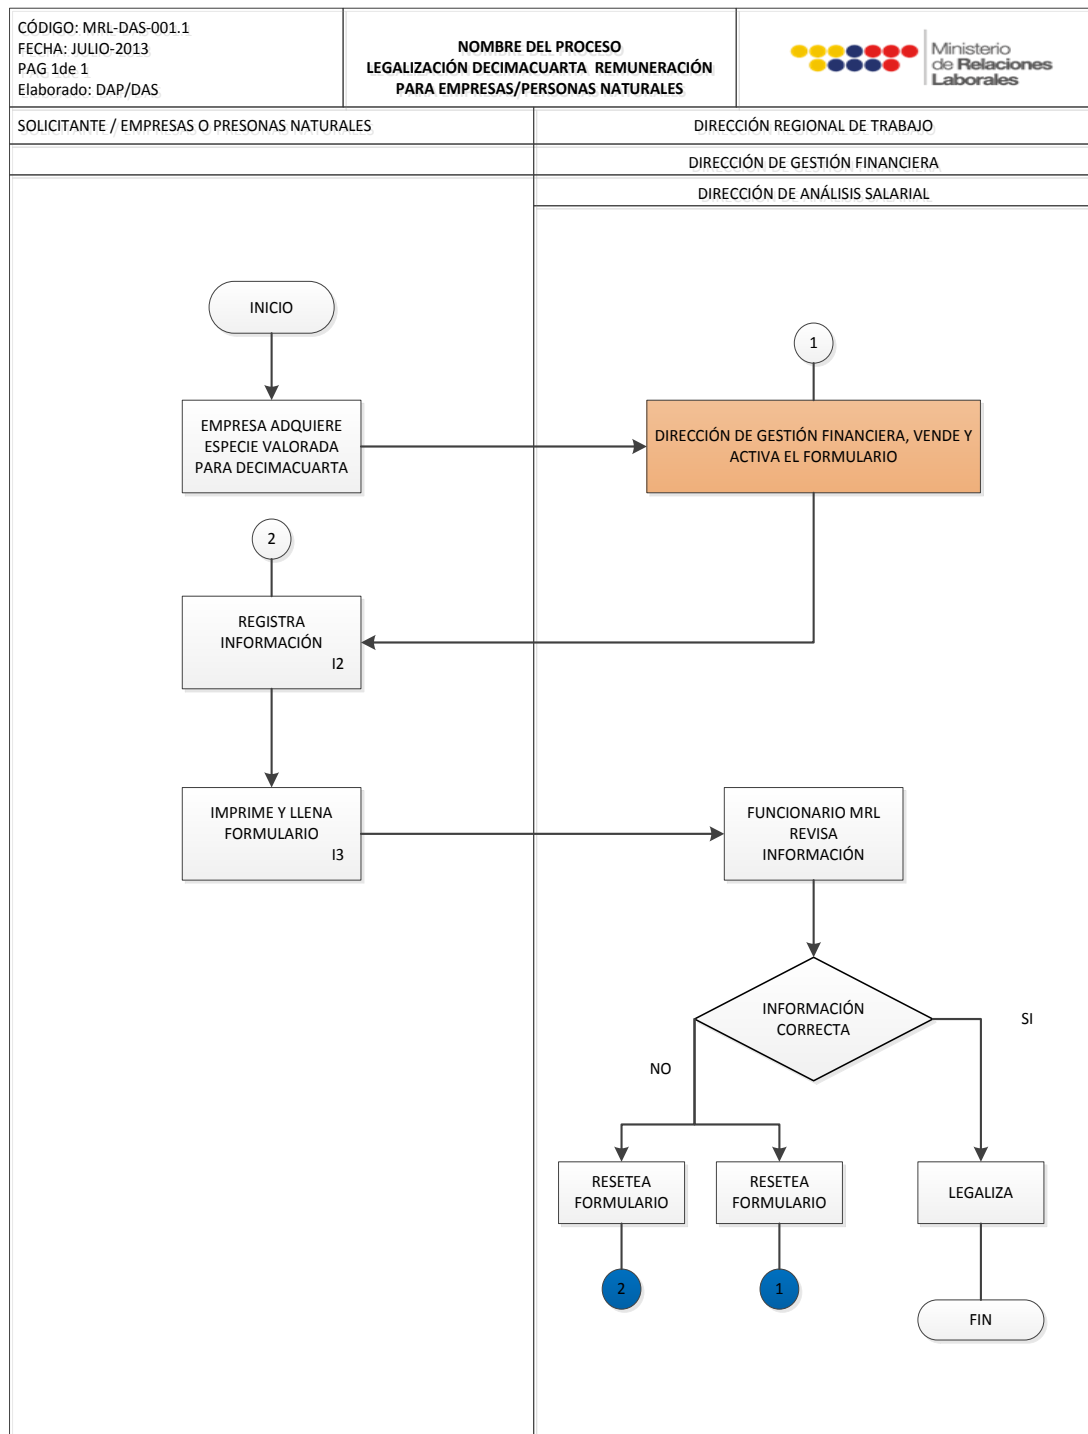 CÓDIGO: MRL-DAS-001.1
FECHA: JULIO-2013
PAG 1de 1
Elaborado: DAP/DAS
NOMBRE DEL PROCESO
LEGALIZACIÓN DECIMACUARTA REMUNERACIÓN
PARA EMPRESAS/PERSONAS NATURALES
Ministerio
de Relaciones
Laborales
SOLICITANTE / EMPRESAS O PRESONAS NATURALES
DIRECCIÓN REGIONAL DE TRABAJO
DIRECCIÓN DE GESTIÓN FINANCIERA
DIRECCIÓN DE ANÁLISIS SALARIAL
INICIO
1
EMPRESA ADQUIERE
ESPECIE VALORADA
PARA DECIMACUARTA
DIRECCIÓN DE GESTIÓN FINANCIERA, VENDE Y
ACTIVA EL FORMULARIO
2
REGISTRA
INFORMACIÓN
I2
IMPRIME Y LLENA
FORMULARIO
I3
FUNCIONARIO MRL
REVISA
INFORMACIÓN
INFORMACIÓN
CORRECTA
SI
NO
RESETEA
FORMULARIO
RESETEA
FORMULARIO
LEGALIZA
2
1
FIN